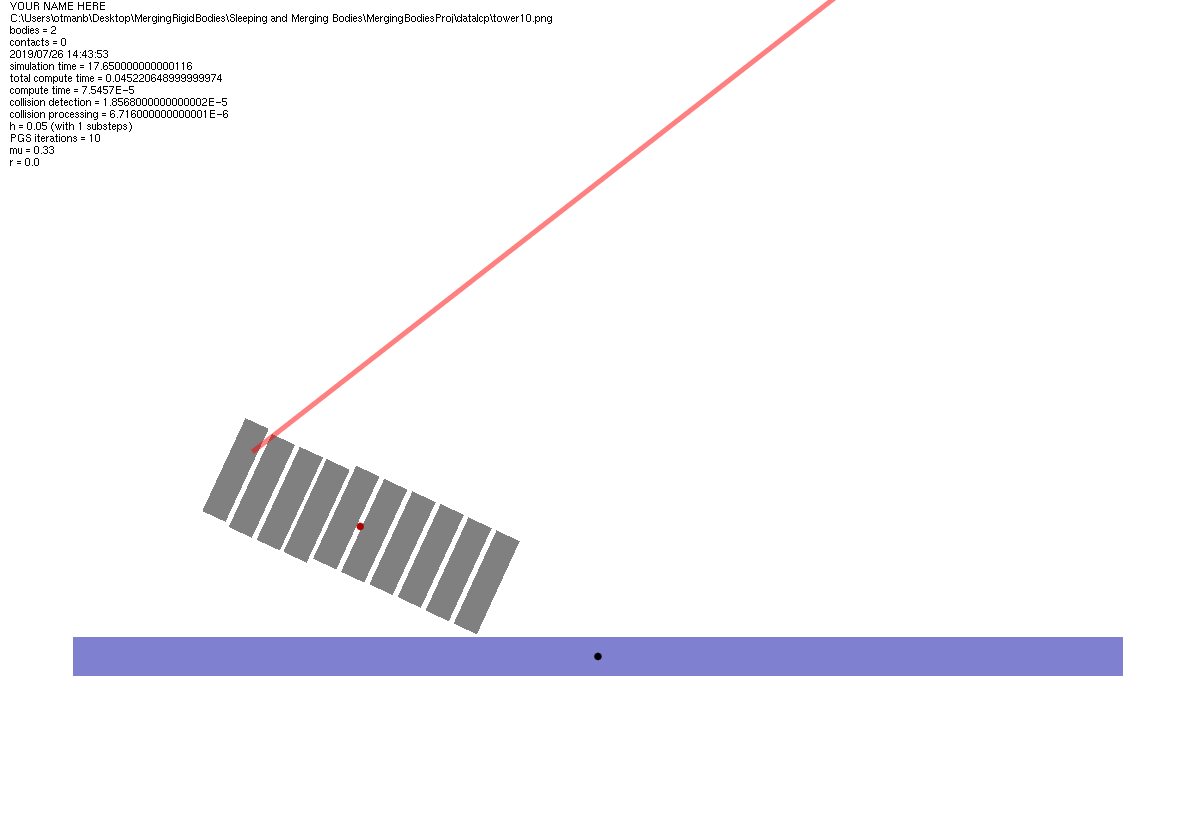 YOUR NAME HERE
C:\Users\otmanb\Desktop\MergingRigidBodies\Sleeping and Merging Bodies\MergingBodiesProj\datalcp\tower10.png
bodies = 2
contacts = 0
2019/07/26 14:43:53
simulation time = 17.650000000000116
total compute time = 0.045220648999999974
compute time = 7.5457E-5
collision detection = 1.8568000000000002E-5
collision processing = 6.716000000000001E-6
h = 0.05 (with 1 substeps)
PGS iterations = 10
mu = 0.33
r = 0.0